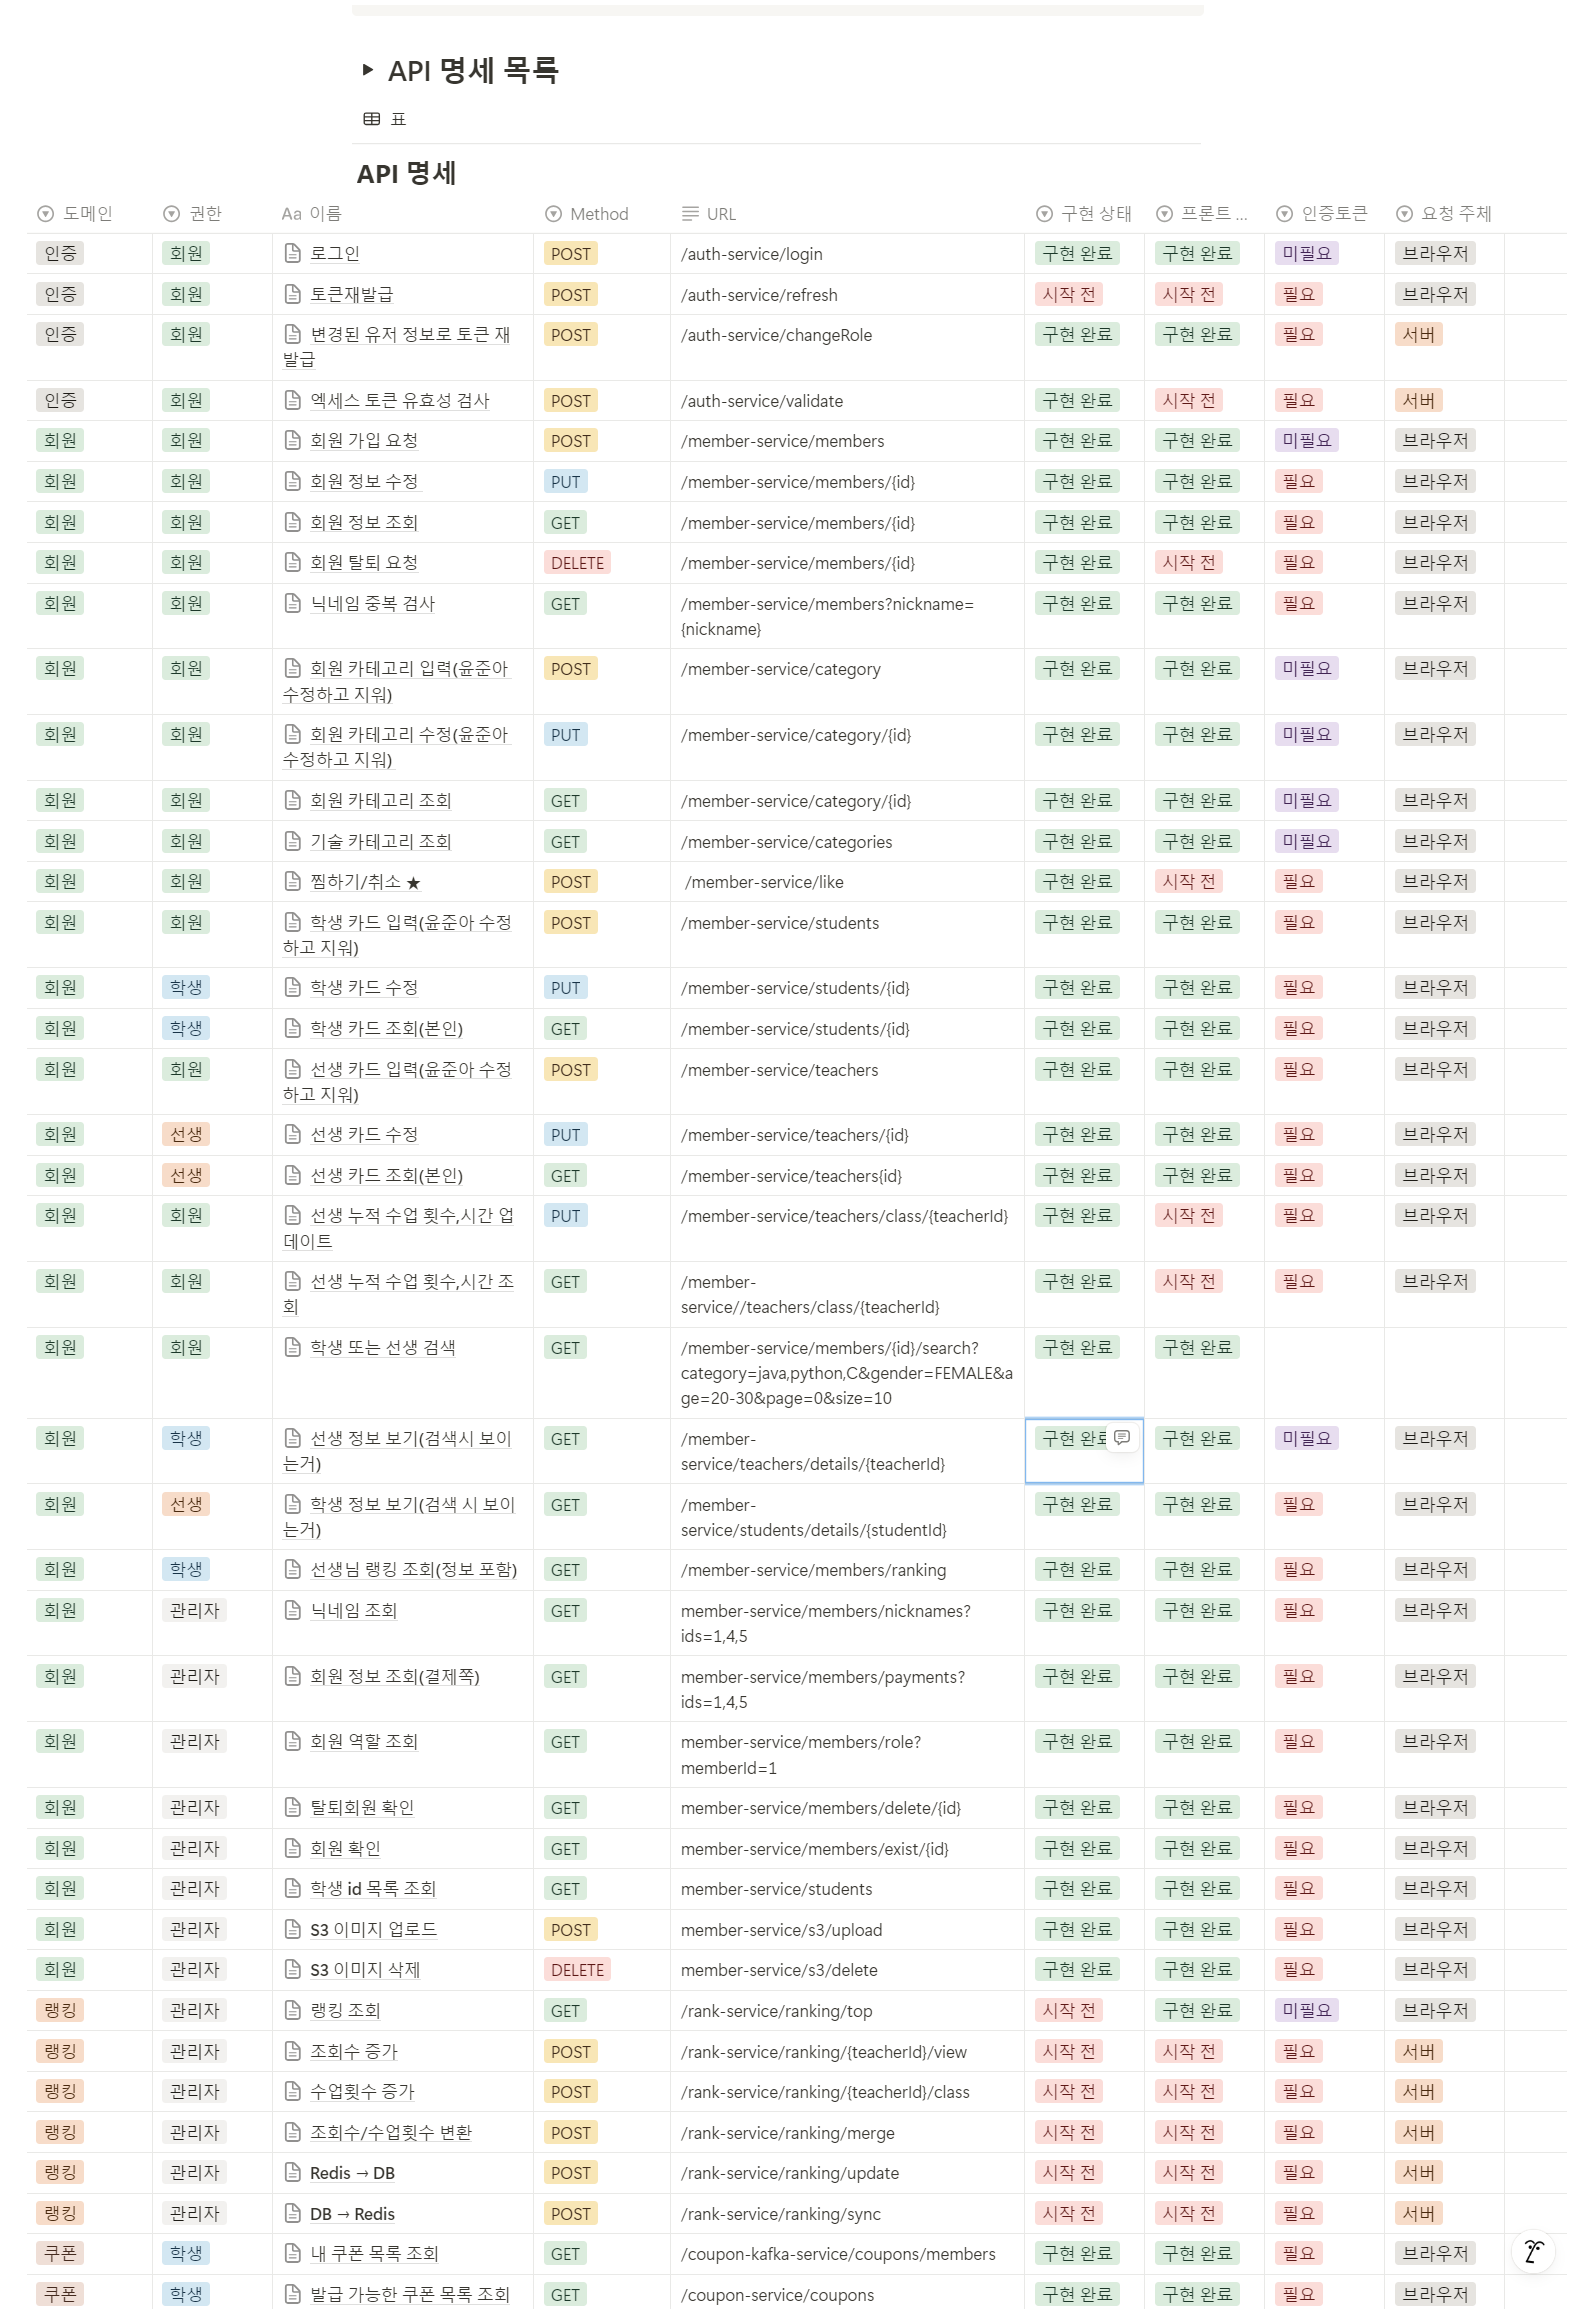 API 명세 목록
표
API 명세
도메인 권한 Aa 이름 Method URL 구현 상태 프론트 ... 인증토큰 요청 주체
인증 회원 로그인 POST /auth-service/login 구현 완료 구현 완료 미필요 브라우저
인증 회원 토큰재발급 POST /auth-service/refresh 시작 전 시작 전 필요 브라우저
인증 회원 변경된 유저 정보로 토큰 재 POST /auth-service/changeRole 구현 완료 구현 완료 필요 서버
발급
인증 회원 엑세스 토큰 유효성 검사 POST /auth-service/validate 구현 완료 시작 전 필요 서버
회원 회원 회원 가입 요청 POST /member-service/members 구현 완료 구현 완료 미필요 브라우저
회원 회원 회원 정보 수정 PUT /member-service/members/{id} 구현 완료 구현 완료 필요 브라우저
회원 회원 회원 정보 조회 GET /member-service/members/{id} 구현 완료 구현 완료 필요 브라우저
회원 회원 회원 탈퇴 요청 DELETE /member-service/members/{id} 구현 완료 시작 전 필요 브라우저
회원 회원 닉네임 중복 검사 GET /member-service/members?nickname= 구현 완료 구현 완료 필요 브라우저
{nickname}
회원 회원 회원 카테고리 입력(윤준아 POST /member-service/category 구현 완료 구현 완료 미필요 브라우저
수정하고 지워)
회원 회원 회원 카테고리 수정(윤준아 PUT /member-service/category/{id} 구현 완료 구현 완료 미필요 브라우저
수정하고 지워)
회원 회원 회원 카테고리 조회 GET /member-service/category/{id} 구현 완료 구현 완료 미필요 브라우저
회원 회원 기술 카테고리 조회 GET /member-service/categories 구현 완료 구현 완료 미필요 브라우저
회원 회원 찜하기/취소 ★ POST /member-service/like 구현 완료 시작 전 필요 브라우저
회원 회원 학생 카드 입력(윤준아 수정 POST /member-service/students 구현 완료 구현 완료 필요 브라우저
하고 지워)
회원 학생 학생 카드 수정 PUT /member-service/students/{id} 구현 완료 구현 완료 필요 브라우저
회원 학생 학생 카드 조회(본인) GET /member-service/students/{id} 구현 완료 구현 완료 필요 브라우저
회원 회원 선생 카드 입력(윤준아 수정 POST /member-service/teachers 구현 완료 구현 완료 필요 브라우저
하고 지워)
회원 선생 선생 카드 수정 PUT /member-service/teachers/{id} 구현 완료 구현 완료 필요 브라우저
회원 선생 선생 카드 조회(본인) GET /member-service/teachers{id} 구현 완료 구현 완료 필요 브라우저
회원 회원 선생 누적 수업 횟수,시간 업 PUT /member-service/teachers/class/{teacherId} 구현 완료 시작 전 필요 브라우저
데이트
회원 회원 선생 누적 수업 횟수,시간 조 GET /member- 구현 완료 시작 전 필요 브라우저
회 service//teachers/class/{teacherId}
회원 회원 학생 또는 선생 검색 GET /member-service/members/{id}/search? 구현 완료 구현 완료
category=java,python,C&gender=FEMALE&a
ge=20-30&page=0&size=10
회원 학생 선생 정보 보기(검색시 보이 GET /member- 구현 완료 구현 완료 미필요 브라우저
는거) service/teachers/details/{teacherId}
회원 선생 학생 정보 보기(검색 시 보이 GET /member- 구현 완료 구현 완료 필요 브라우저
는거) service/students/details/{studentId}
회원 학생 선생님 랭킹 조회(정보 포함) GET /member-service/members/ranking 구현 완료 구현 완료 필요 브라우저
회원 관리자 닉네임 조회 GET member-service/members/nicknames? 구현 완료 구현 완료 필요 브라우저
ids=1,4,5
회원 관리자 회원 정보 조회(결제쪽) GET member-service/members/payments? 구현 완료 구현 완료 필요 브라우저
ids=1,4,5
회원 관리자 회원 역할 조회 GET member-service/members/role? 구현 완료 구현 완료 필요 브라우저
memberId=1
회원 관리자 탈퇴회원 확인 GET member-service/members/delete/{id} 구현 완료 구현 완료 필요 브라우저
회원 관리자 회원 확인 GET member-service/members/exist/{id} 구현 완료 구현 완료 필요 브라우저
회원 관리자 학생 id 목록 조회 GET member-service/students 구현 완료 구현 완료 필요 브라우저
회원 관리자 S3 이미지 업로드 POST member-service/s3/upload 구현 완료 구현 완료 필요 브라우저
회원 관리자 S3 이미지 삭제 DELETE member-service/s3/delete 구현 완료 구현 완료 필요 브라우저
랭킹 관리자 랭킹 조회 GET /rank-service/ranking/top 시작 전 구현 완료 미필요 브라우저
랭킹 관리자 조회수 증가 POST /rank-service/ranking/{teacherId}/view 시작 전 시작 전 필요 서버
랭킹 관리자 수업횟수 증가 POST /rank-service/ranking/{teacherId}/class 시작 전 시작 전 필요 서버
랭킹 관리자 조회수/수업횟수 변환 POST /rank-service/ranking/merge 시작 전 시작 전 필요 서버
랭킹 관리자 Redis → DB POST /rank-service/ranking/update 시작 전 시작 전 필요 서버
랭킹 관리자 DB → Redis POST /rank-service/ranking/sync 시작 전 시작 전 필요 서버
쿠폰 학생 내 쿠폰 목록 조회 GET /coupon-kafka-service/coupons/members 구현 완료 구현 완료 필요 브라우저
쿠폰 학생 발급 가능한 쿠폰 목록 조회 GET /coupon-service/coupons 구현 완료 구현 완료 필요 브라우저